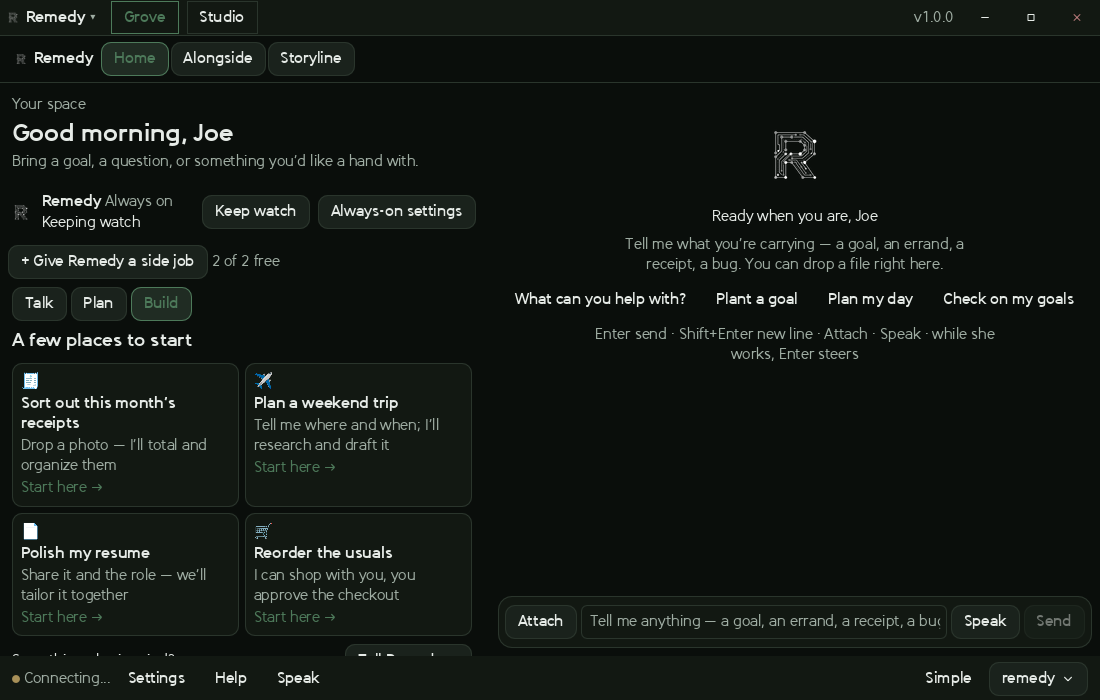 Remedy ▾ Grove Studio v1.0.0
Remedy Home Alongside Storyline
Your space
Good morning, Joe
Bring a goal, a question, or something you'd like a hand with.
Remedy Always on
Keeping watch
Keep watch Always-on settings
+ Give Remedy a side job 2 of 2 free
Talk Plan Build
A few places to start
Sort out this month's
receipts
Drop a photo — I'll total and
organize them
Start here →
Plan a weekend trip
Tell me where and when; I'll
research and draft it
Start here →
Polish my resume
Share it and the role — we'll
tailor it together
Start here →
Reorder the usuals
I can shop with you, you
approve the checkout
Start here →
Ready when you are, Joe
Tell me what you're carrying — a goal, an errand, a
receipt, a bug. You can drop a file right here.
What can you help with? Plant a goal Plan my day Check on my goals
Enter send · Shift+Enter new line · Attach · Speak · while she
works, Enter steers
Attach Tell me anything — a goal, an errand, a receipt, a bug Speak Send
Connecting... Settings Help Speak Simple remedy